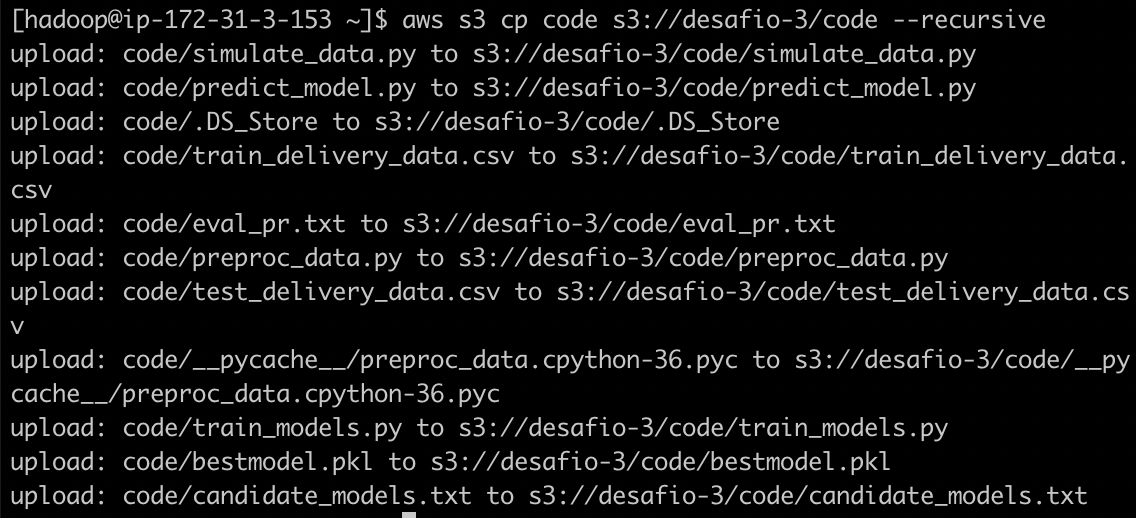 [hadoop@ip-172-31-3-153 ~]$ aws s3 cp code s3://desafio-3/code --recursive
upload: code/simulate_data.py to s3://desafio-3/code/simulate_data.py
upload: code/predict_model.py to s3://desafio-3/code/predict_model.py
upload: code/.DS_Store to s3://desafio-3/code/.DS_Store
upload: code/train_delivery_data.csv to s3://desafio-3/code/train_delivery_data.
csv
upload: code/eval_pr.txt to s3://desafio-3/code/eval_pr.txt
upload: code/preproc_data.py to s3://desafio-3/code/preproc_data.py
upload: code/test_delivery_data.csv to s3://desafio-3/code/test_delivery_data.cs
v
upload: code/__pycache__/preproc_data.cpython-36.pyc to s3://desafio-3/code/__py
cache__/preproc_data.cpython-36.pyc
upload: code/train_models.py to s3://desafio-3/code/train_models.py
upload: code/bestmodel.pkl to s3://desafio-3/code/bestmodel.pkl
upload: code/candidate_models.txt to s3://desafio-3/code/candidate_models.txt